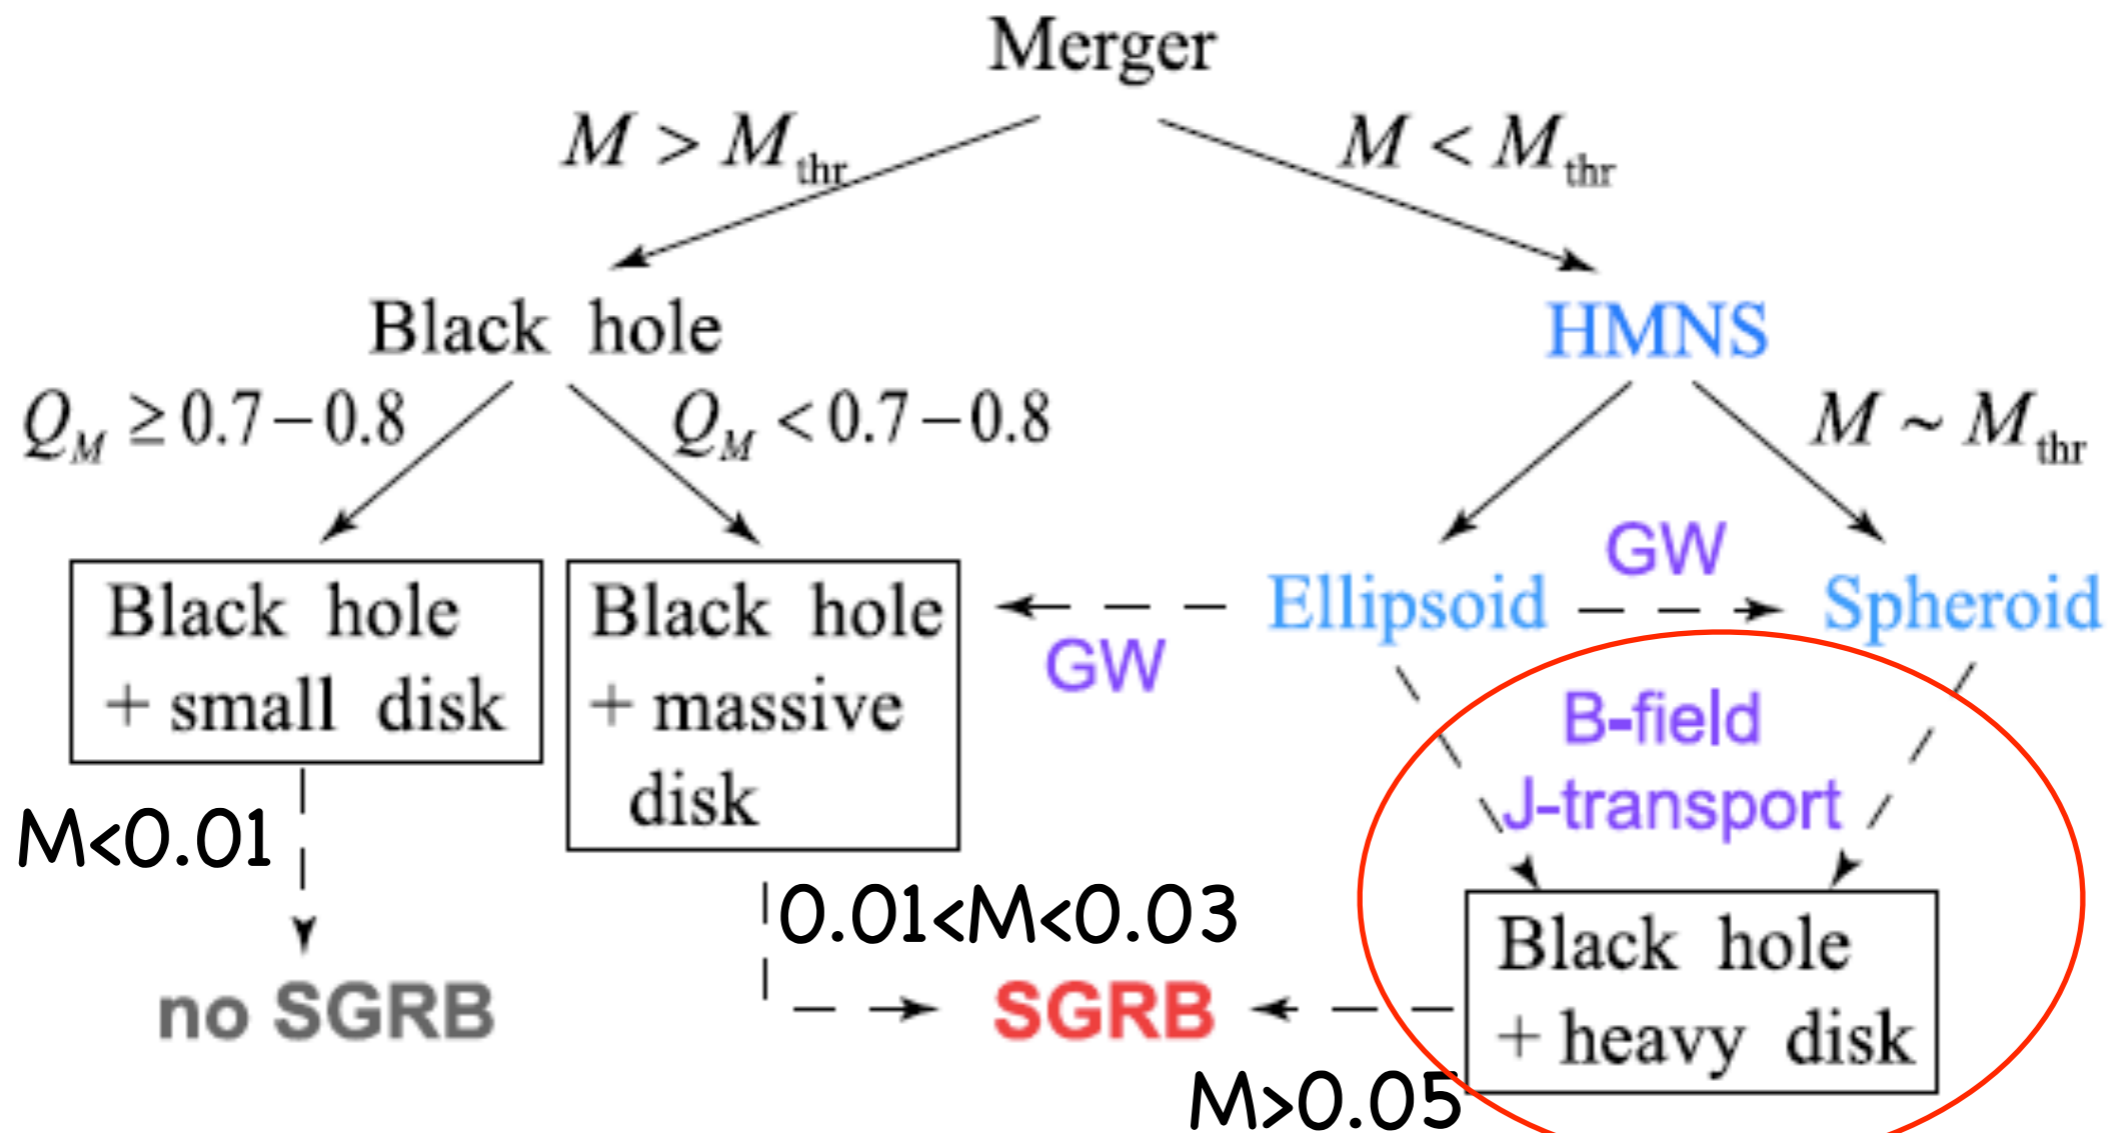 Merger
M > M_thr
M < M_thr
Black hole
HMNS
Q_M ≥ 0.7−0.8
Q_M < 0.7−0.8
M ~ M_thr
Black hole
+ small disk
Black hole
+ massive
disk
GW
Ellipsoid
GW
Spheroid
B-field
J-transport
M<0.01
0.01<M<0.03
no SGRB
SGRB
Black hole
+ heavy disk
M>0.05